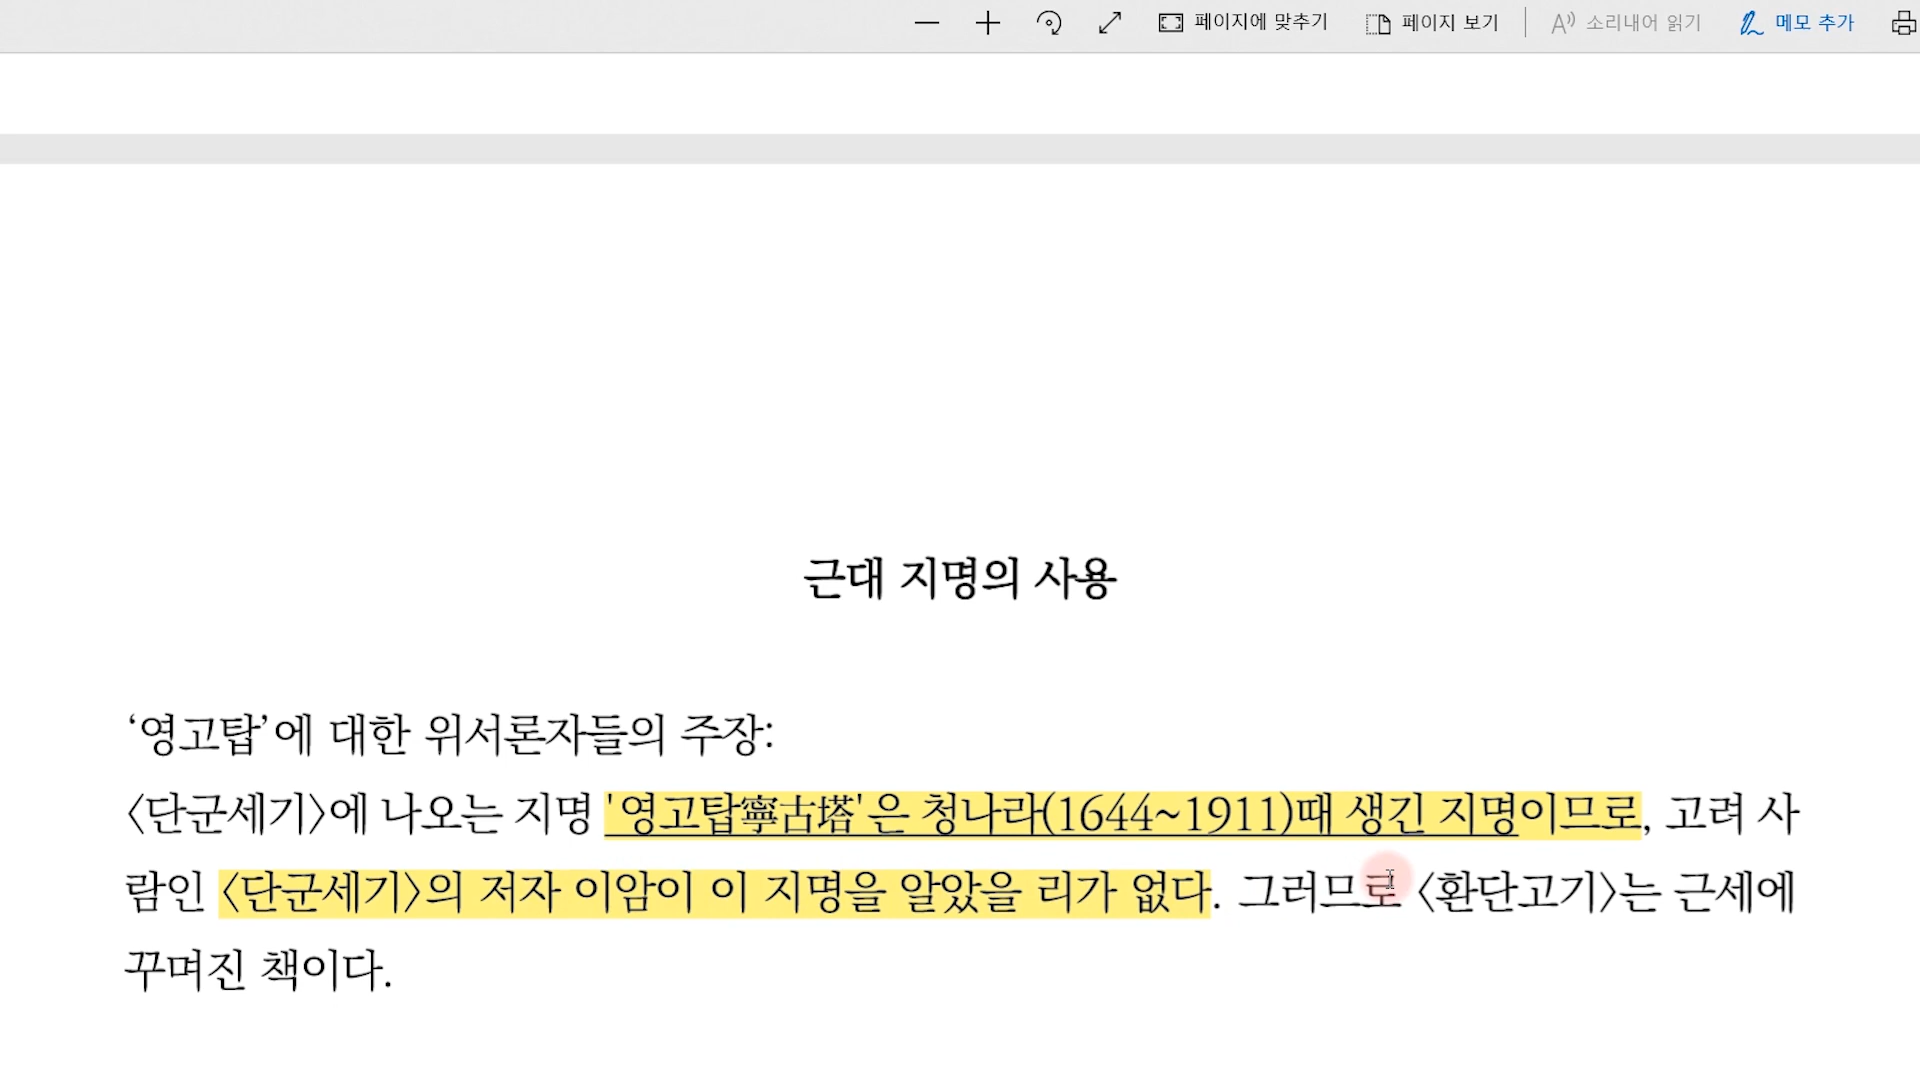 페이지에 맞추기 페이지 보기 소리내어 읽기 메모 추가
근대 지명의 사용
‘영고탑’에 대한 위서론자들의 주장:
〈단군세기〉에 나오는 지명 '영고탑寧古塔'은 청나라(1644~1911)때 생긴 지명이므로, 고려 사
람인 〈단군세기〉의 저자 이암이 이 지명을 알았을 리가 없다. 그러므로 〈환단고기〉는 근세에
꾸며진 책이다.